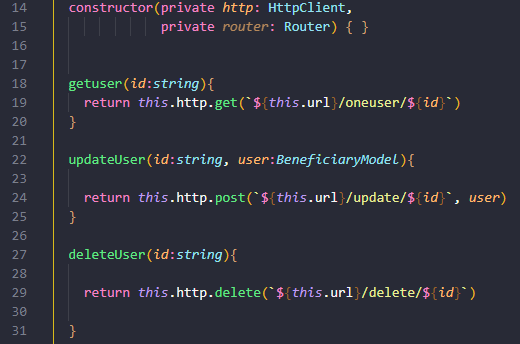 14 constructor(private http: HttpClient,
15 private router: Router) { }
16
17
18 getuser(id:string){
19 return this.http.get(`${this.url}/oneuser/${id}`)
20 }
21
22 updateUser(id:string, user:BeneficiaryModel){
23
24 return this.http.post(`${this.url}/update/${id}`, user)
25 }
26
27 deleteUser(id:string){
28
29 return this.http.delete(`${this.url}/delete/${id}`)
30
31 }